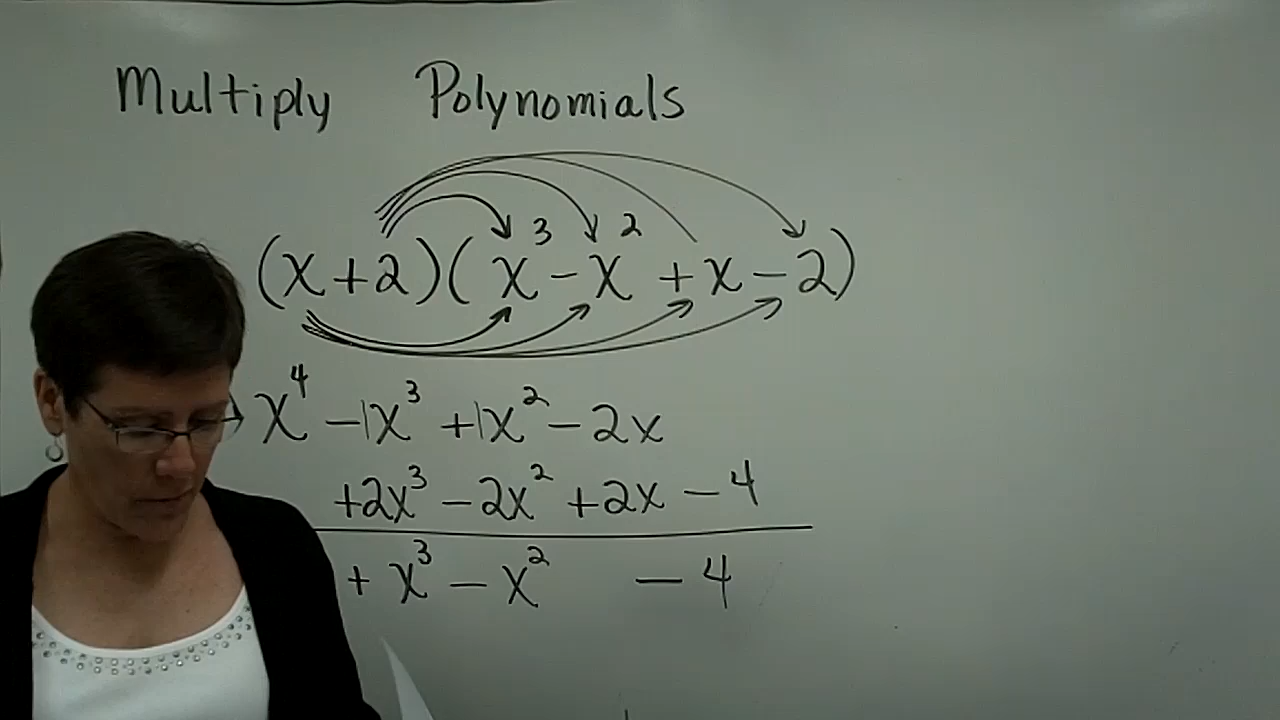 Multiply Polynomials
(x+2)(x³-x²+x-2)
x⁴ -1x³ +1x² -2x
+2x³ -2x² +2x -4
+ x³ - x² - 4